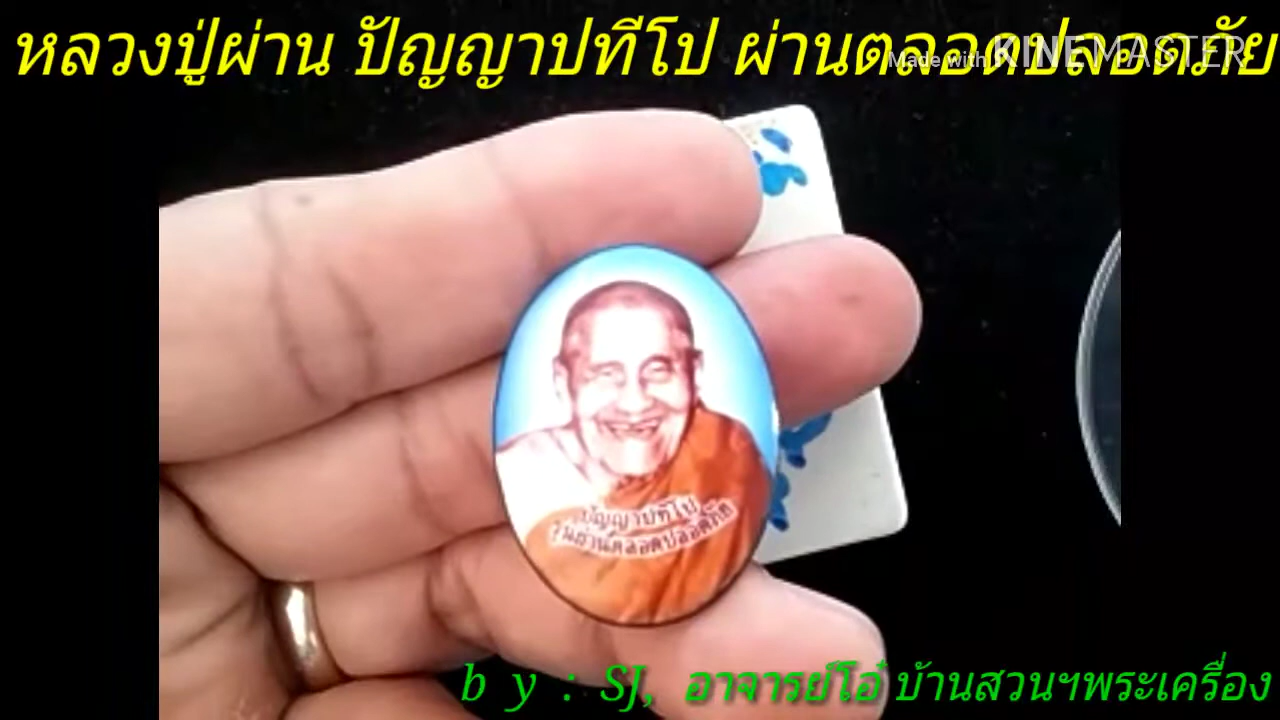 หลวงปู่ผ่าน ปัญญาปทีโป ผ่านตลอดปลอดภัย
Made with KINEMASTER
ปัญญาปทีโป
รุ่นผ่านตลอดปลอดภัย
b y : SJ, อาจารย์โอ๋ บ้านสวนฯพระเครื่อง